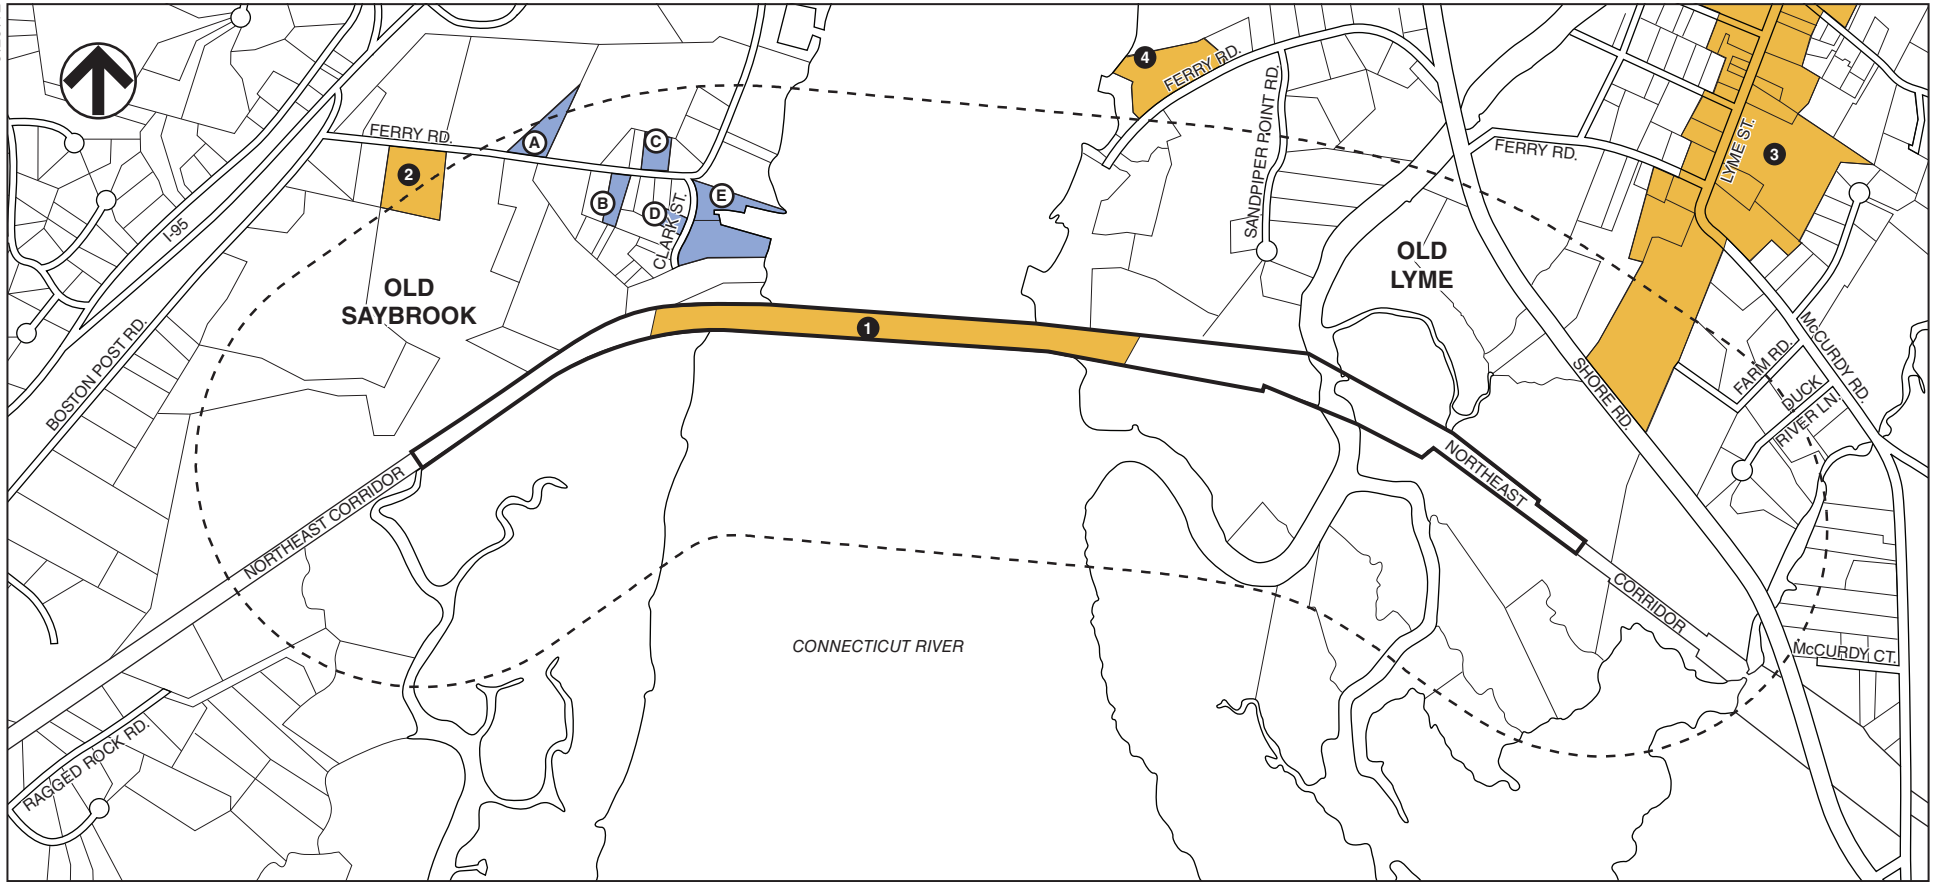 4
FERRY RD.
FERRY RD.
A
C
2
B
D
E
CLARK ST.
SANDPIPER POINT RD.
FERRY RD.
LYME ST.
3
I-95
OLD
SAYBROOK
OLD
LYME
BOSTON POST RD.
1
SHORE RD.
McCURDY RD.
FARM RD.
DUCK
RIVER LN.
NORTHEAST CORRIDOR
NORTHEAST
CORRIDOR
CONNECTICUT RIVER
McCURDY CT.
RAGGED ROCK RD.